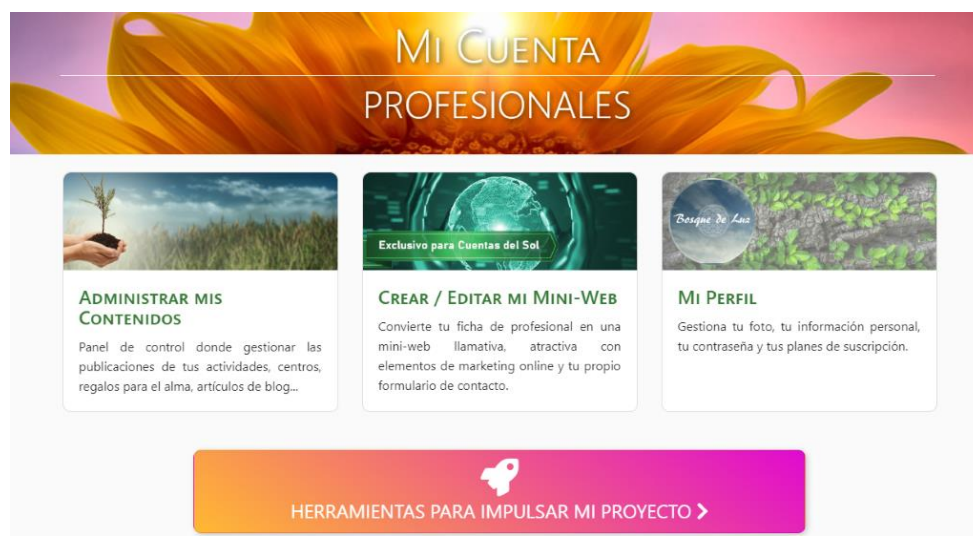 Mi Cuenta
PROFESIONALES
Administrar mis
Contenidos
Panel de control donde gestionar las
publicaciones de tus actividades, centros,
regalos para el alma, artículos de blog...
Exclusivo para Cuentas del Sol
Crear / Editar mi Mini-Web
Convierte tu ficha de profesional en una
mini-web llamativa, atractiva con
elementos de marketing online y tu propio
formulario de contacto.
Bosque de Luz
Mi Perfil
Gestiona tu foto, tu información personal,
tu contraseña y tus planes de suscripción.
HERRAMIENTAS PARA IMPULSAR MI PROYECTO >